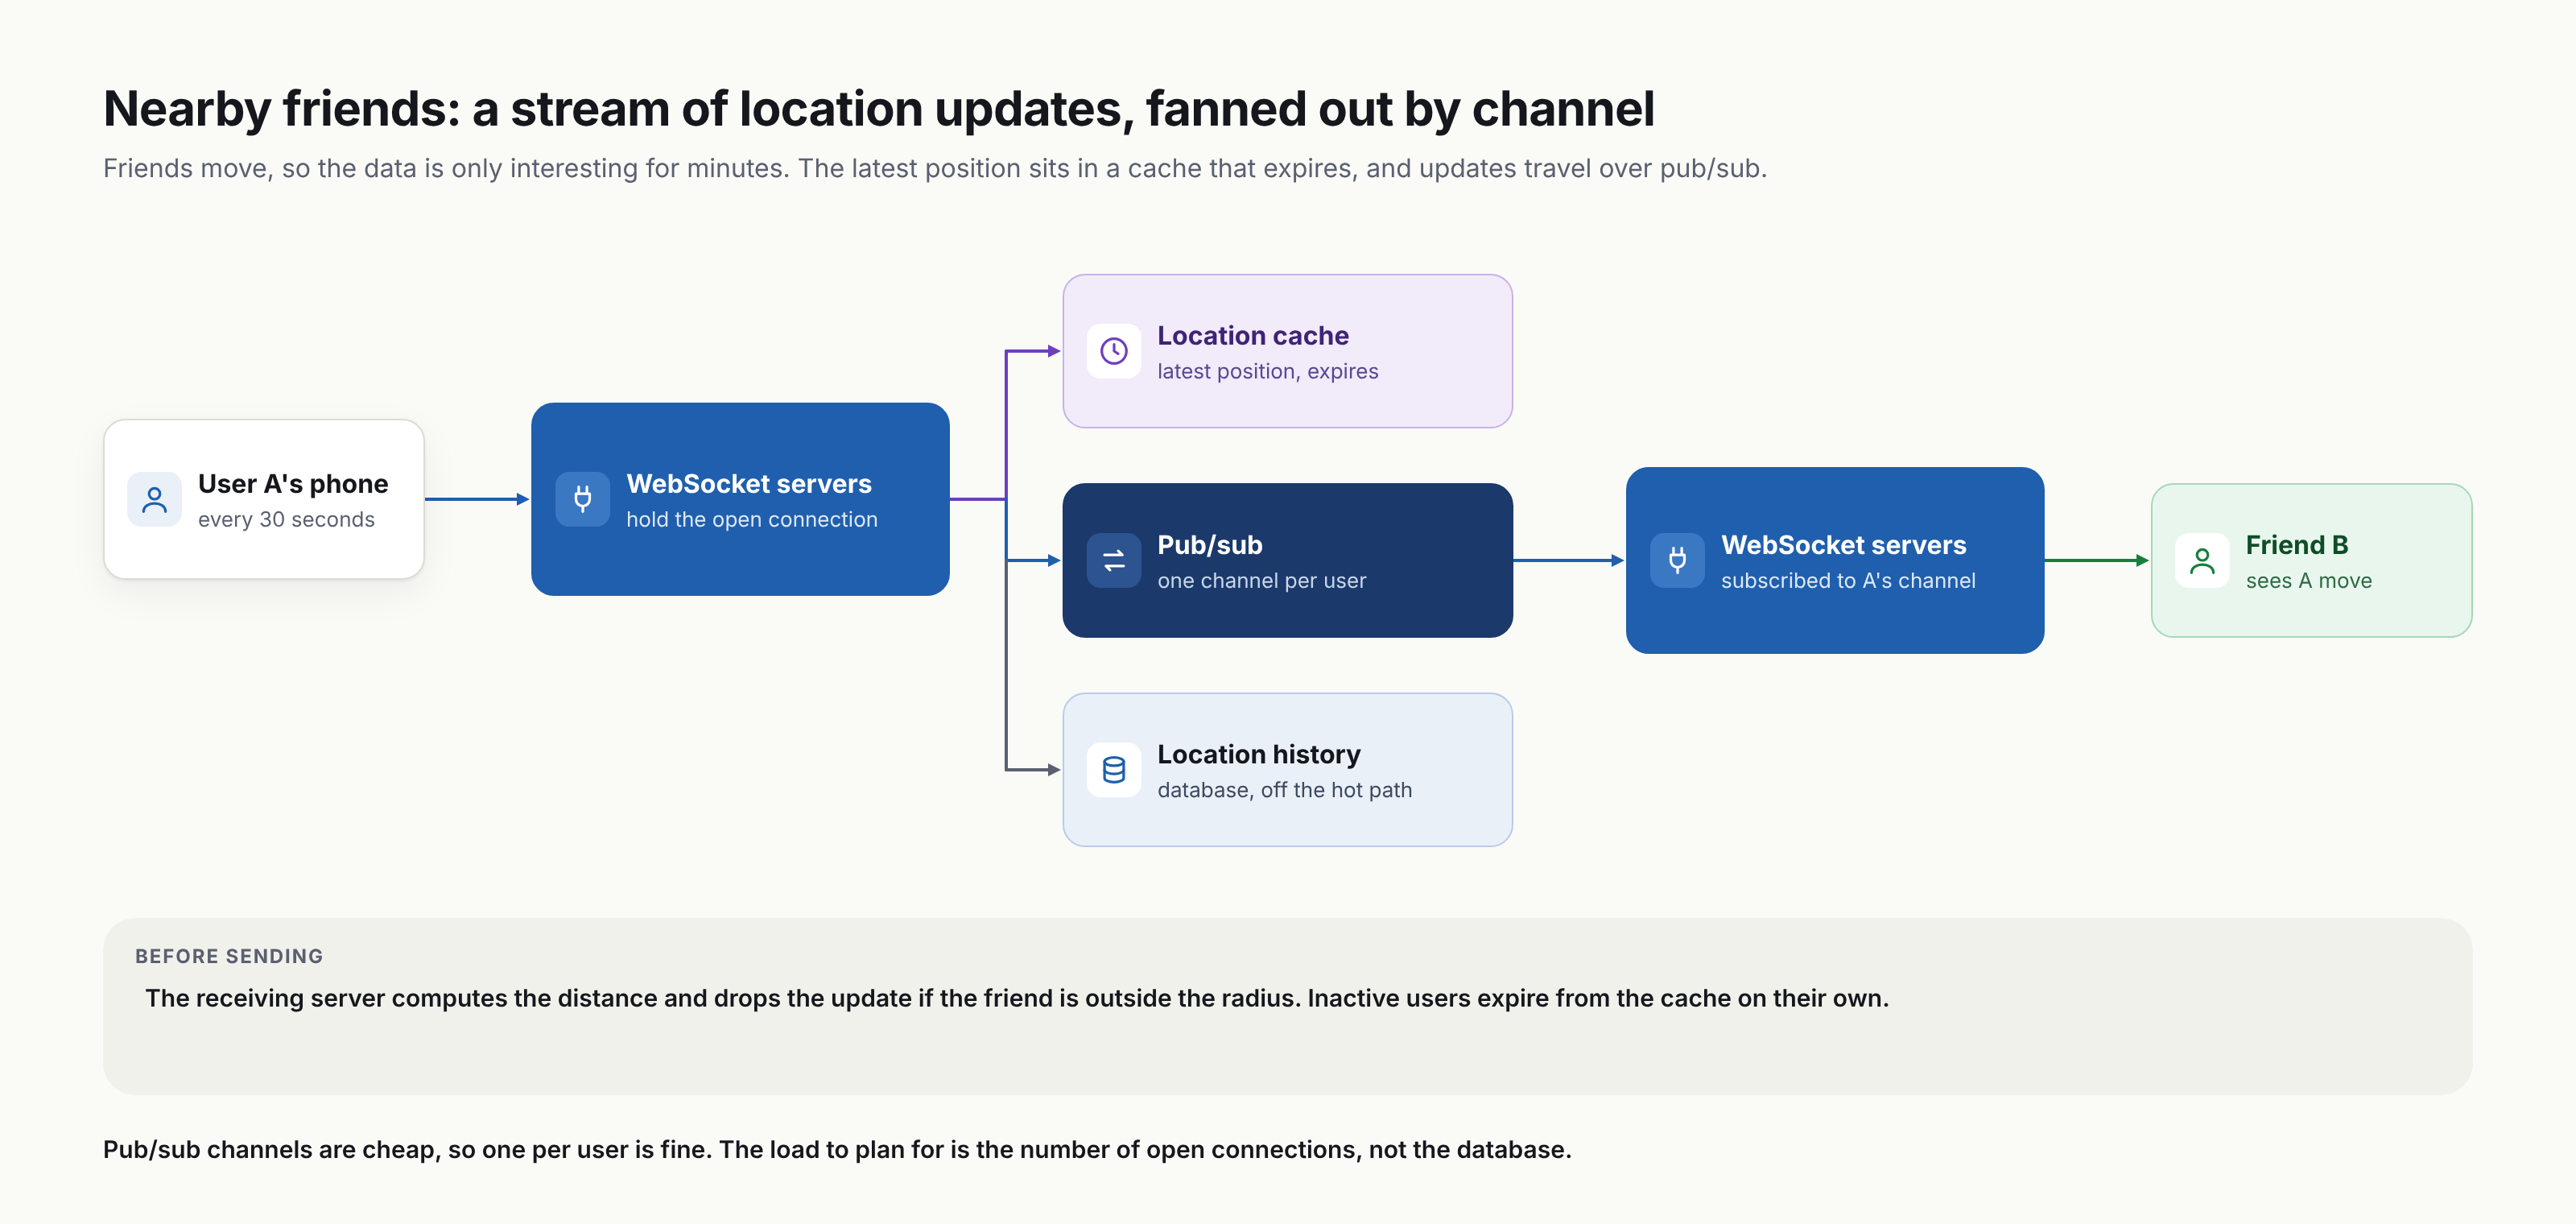 Nearby friends: a stream of location updates, fanned out by channel
Friends move, so the data is only interesting for minutes. The latest position sits in a cache that expires, and updates travel over pub/sub.
User A's phone
every 30 seconds
WebSocket servers
hold the open connection
Location cache
latest position, expires
Pub/sub
one channel per user
Location history
database, off the hot path
WebSocket servers
subscribed to A's channel
Friend B
sees A move
BEFORE SENDING
The receiving server computes the distance and drops the update if the friend is outside the radius. Inactive users expire from the cache on their own.
Pub/sub channels are cheap, so one per user is fine. The load to plan for is the number of open connections, not the database.